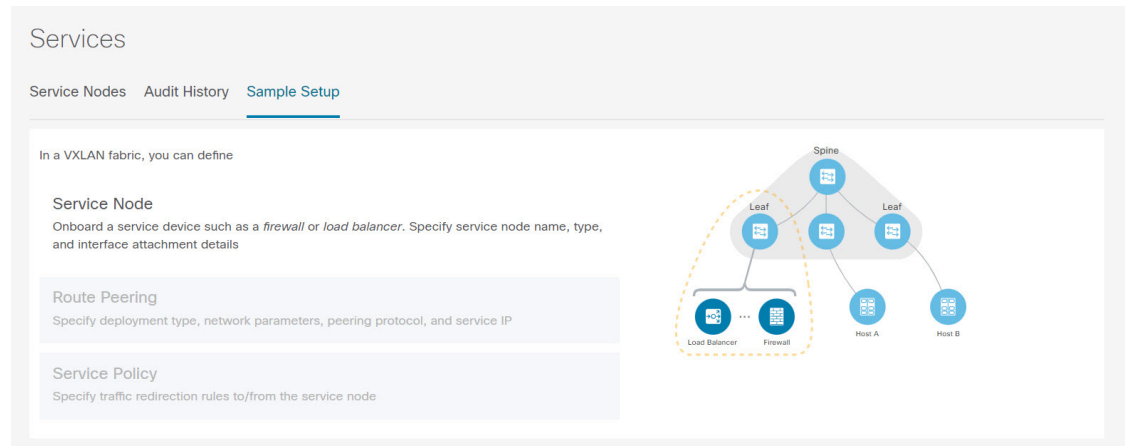 Services
Service Nodes Audit History Sample Setup
In a VXLAN fabric, you can define
Service Node
Onboard a service device such as a firewall or load balancer. Specify service node name, type,
and interface attachment details
Route Peering
Specify deployment type, network parameters, peering protocol, and service IP
Service Policy
Specify traffic redirection rules to/from the service node
Spine
Leaf Leaf
Load Balancer ... Firewall
Host A Host B